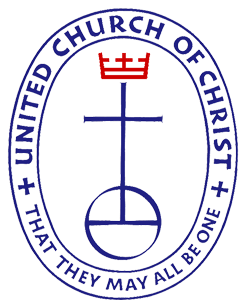 UNITED CHURCH OF CHRIST
THAT THEY MAY ALL BE ONE